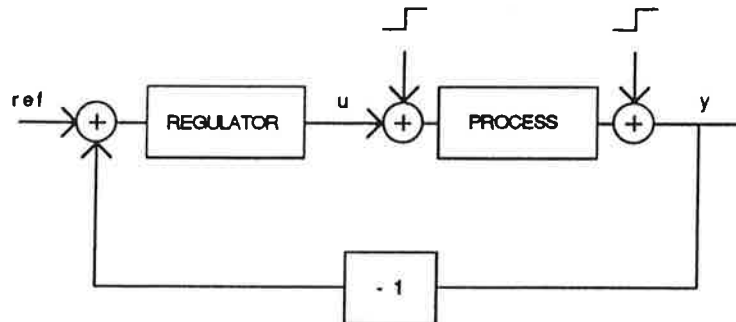 ref
+
REGULATOR
u
+
PROCESS
+
y
- 1